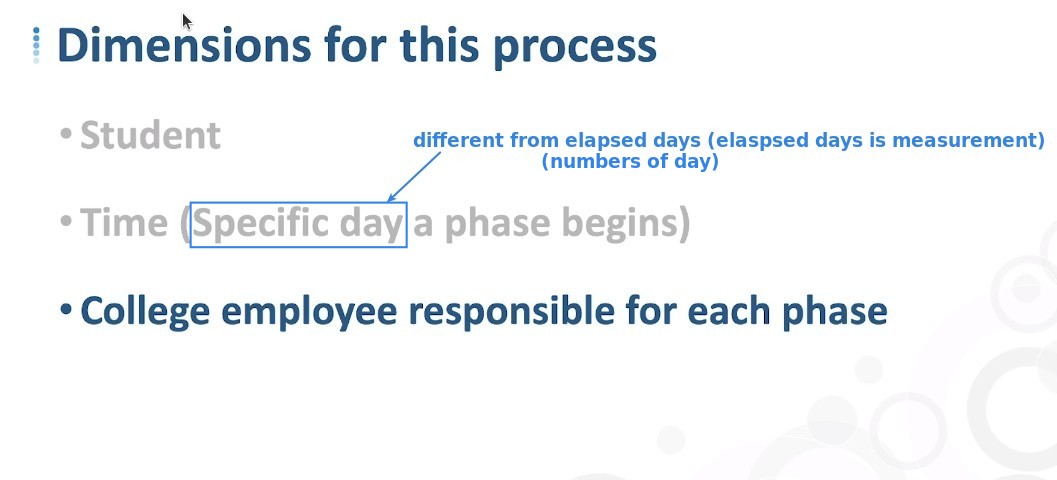 Dimensions for this process
• Student
different from elapsed days (elaspsed days is measurement)
(numbers of day)
• Time (Specific day a phase begins)
• College employee responsible for each phase